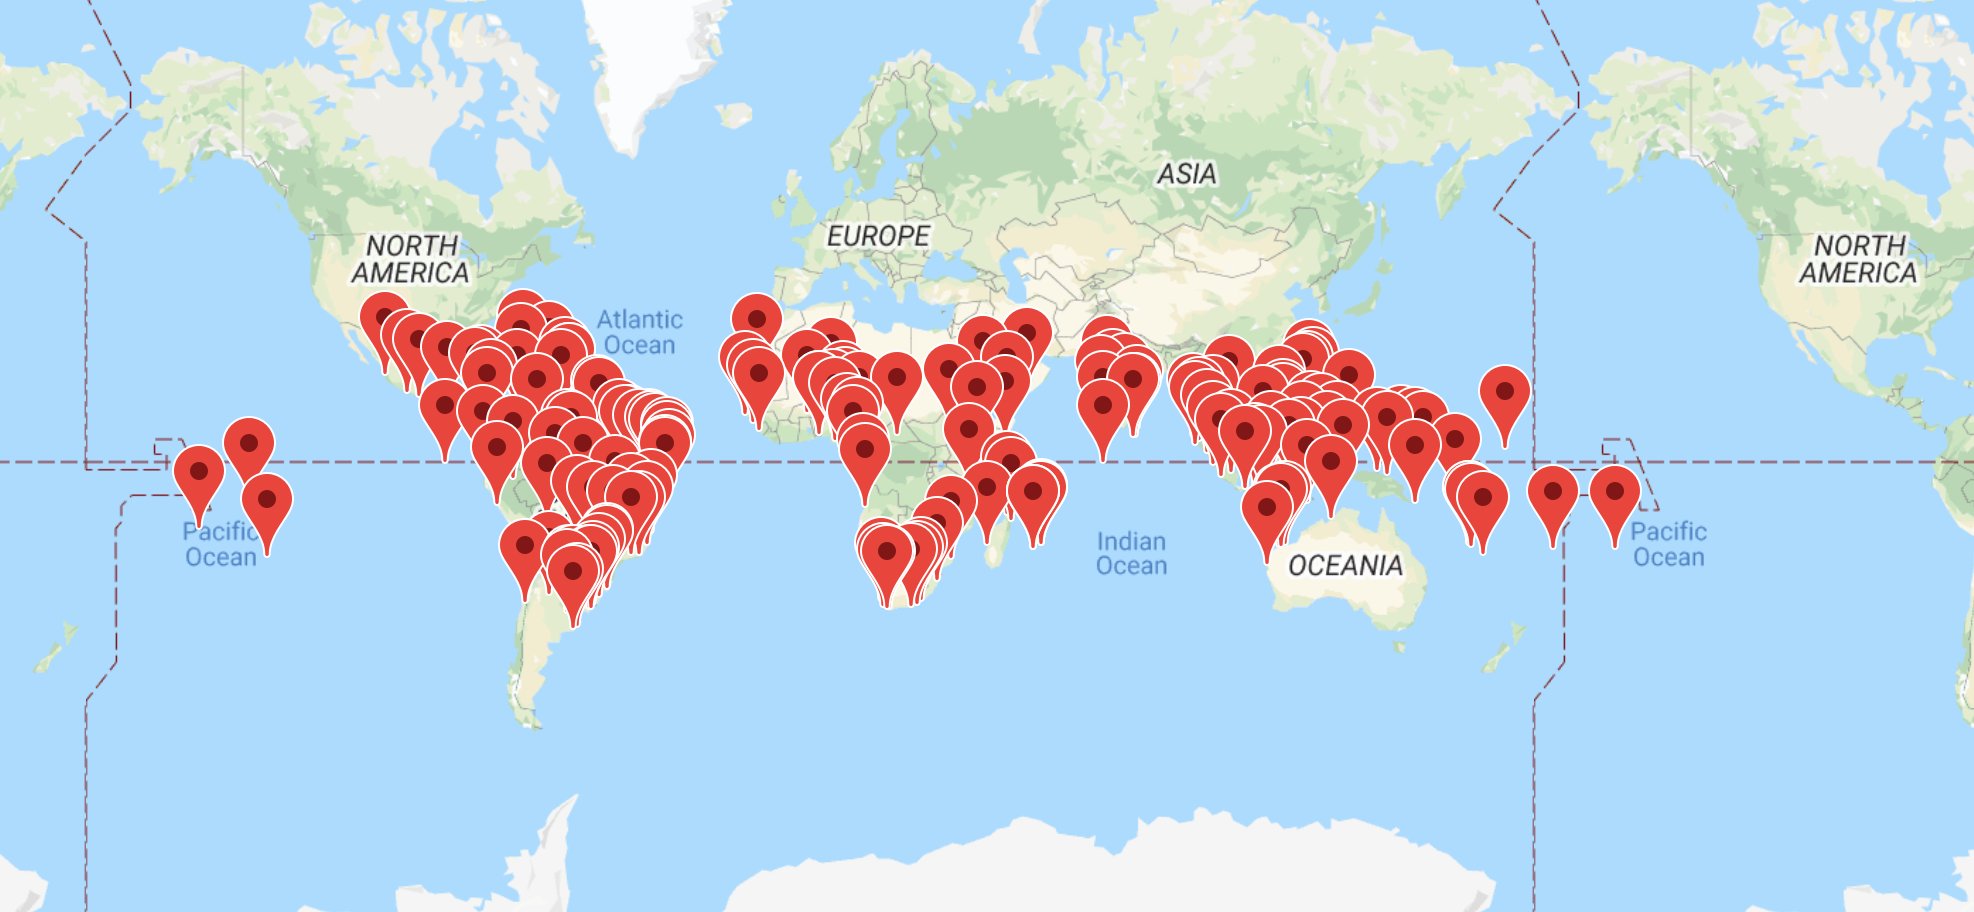 ASIA
EUROPE
NORTH
AMERICA
NORTH
AMERICA
Atlantic
Ocean
Pacific
Ocean
Indian
Ocean
OCEANIA
Pacific
Ocean